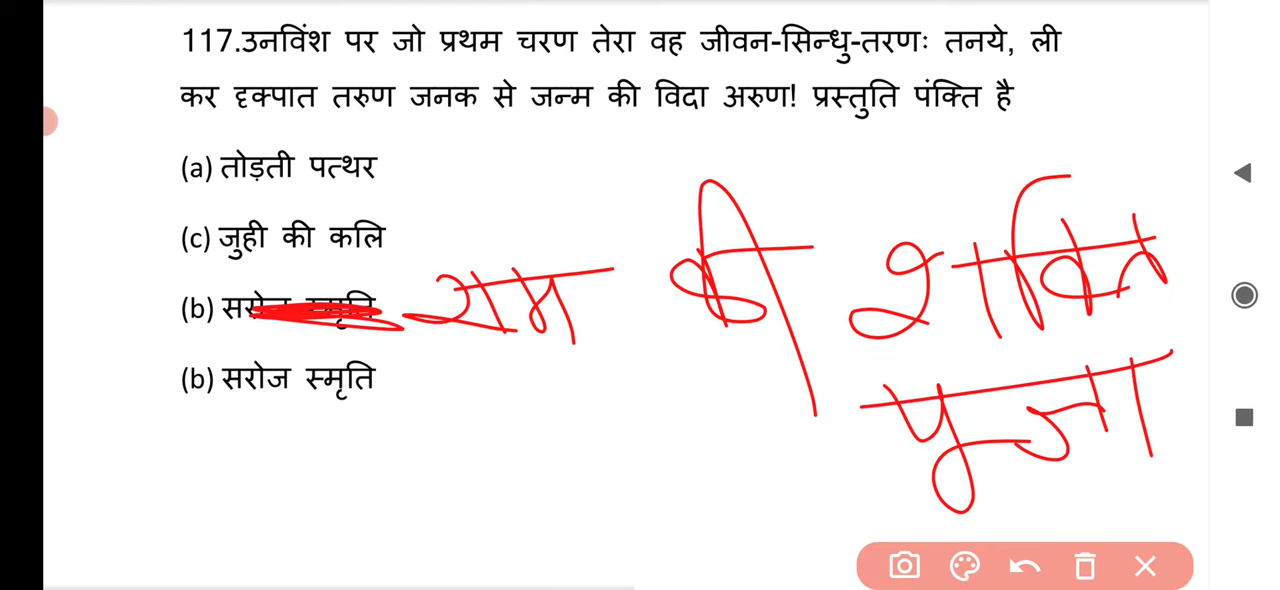 117.उनविंश पर जो प्रथम चरण तेरा वह जीवन-सिन्धु-तरणः तनये, ली
कर दृक्पात तरुण जनक से जन्म की विदा अरुण! प्रस्तुति पंक्ति है
(a) तोड़ती पत्थर
(c) जुही की कलि
(b) सरोज स्मृति राम की शक्ति
पूजा
(b) सरोज स्मृति